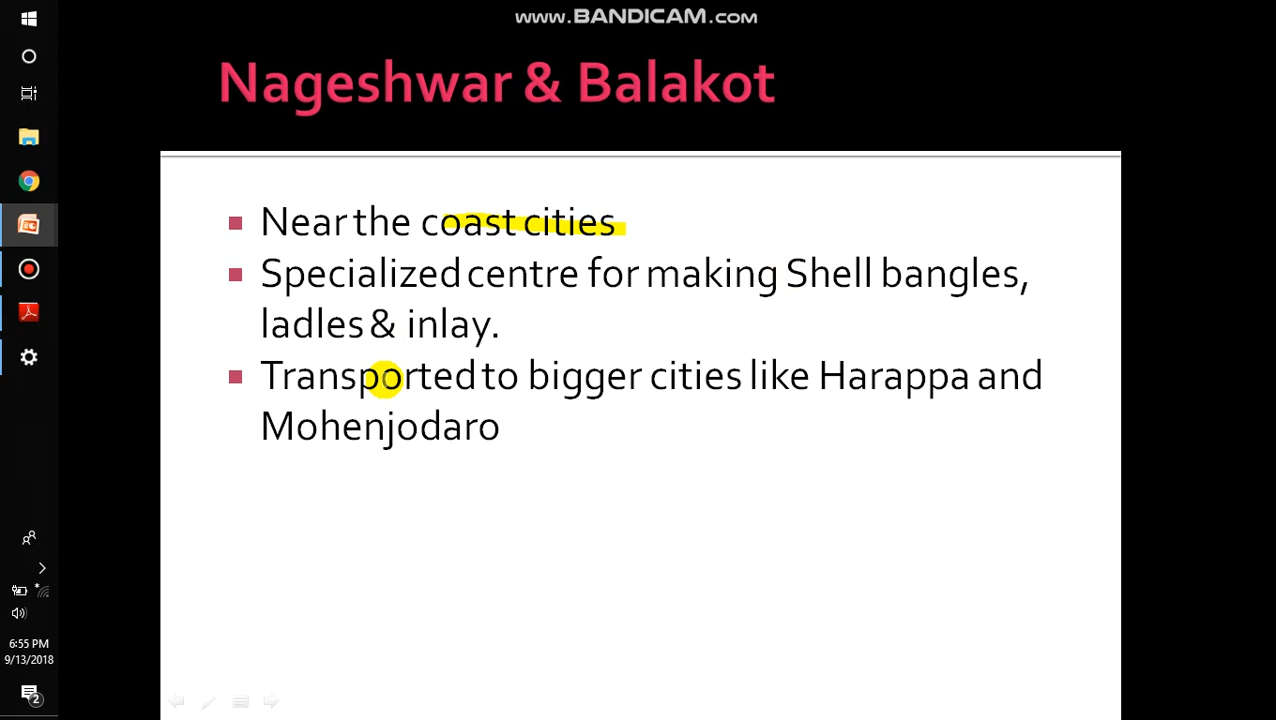 www.BANDICAM.com
Nageshwar & Balakot
Near the coast cities
Specialized centre for making Shell bangles,
ladles & inlay.
Transported to bigger cities like Harappa and
Mohenjodaro
6:55 PM
9/13/2018
2